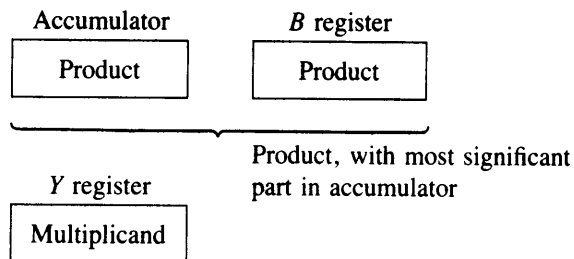 Accumulator
B register
Product
Product
Product, with most significant
part in accumulator
Y register
Multiplicand